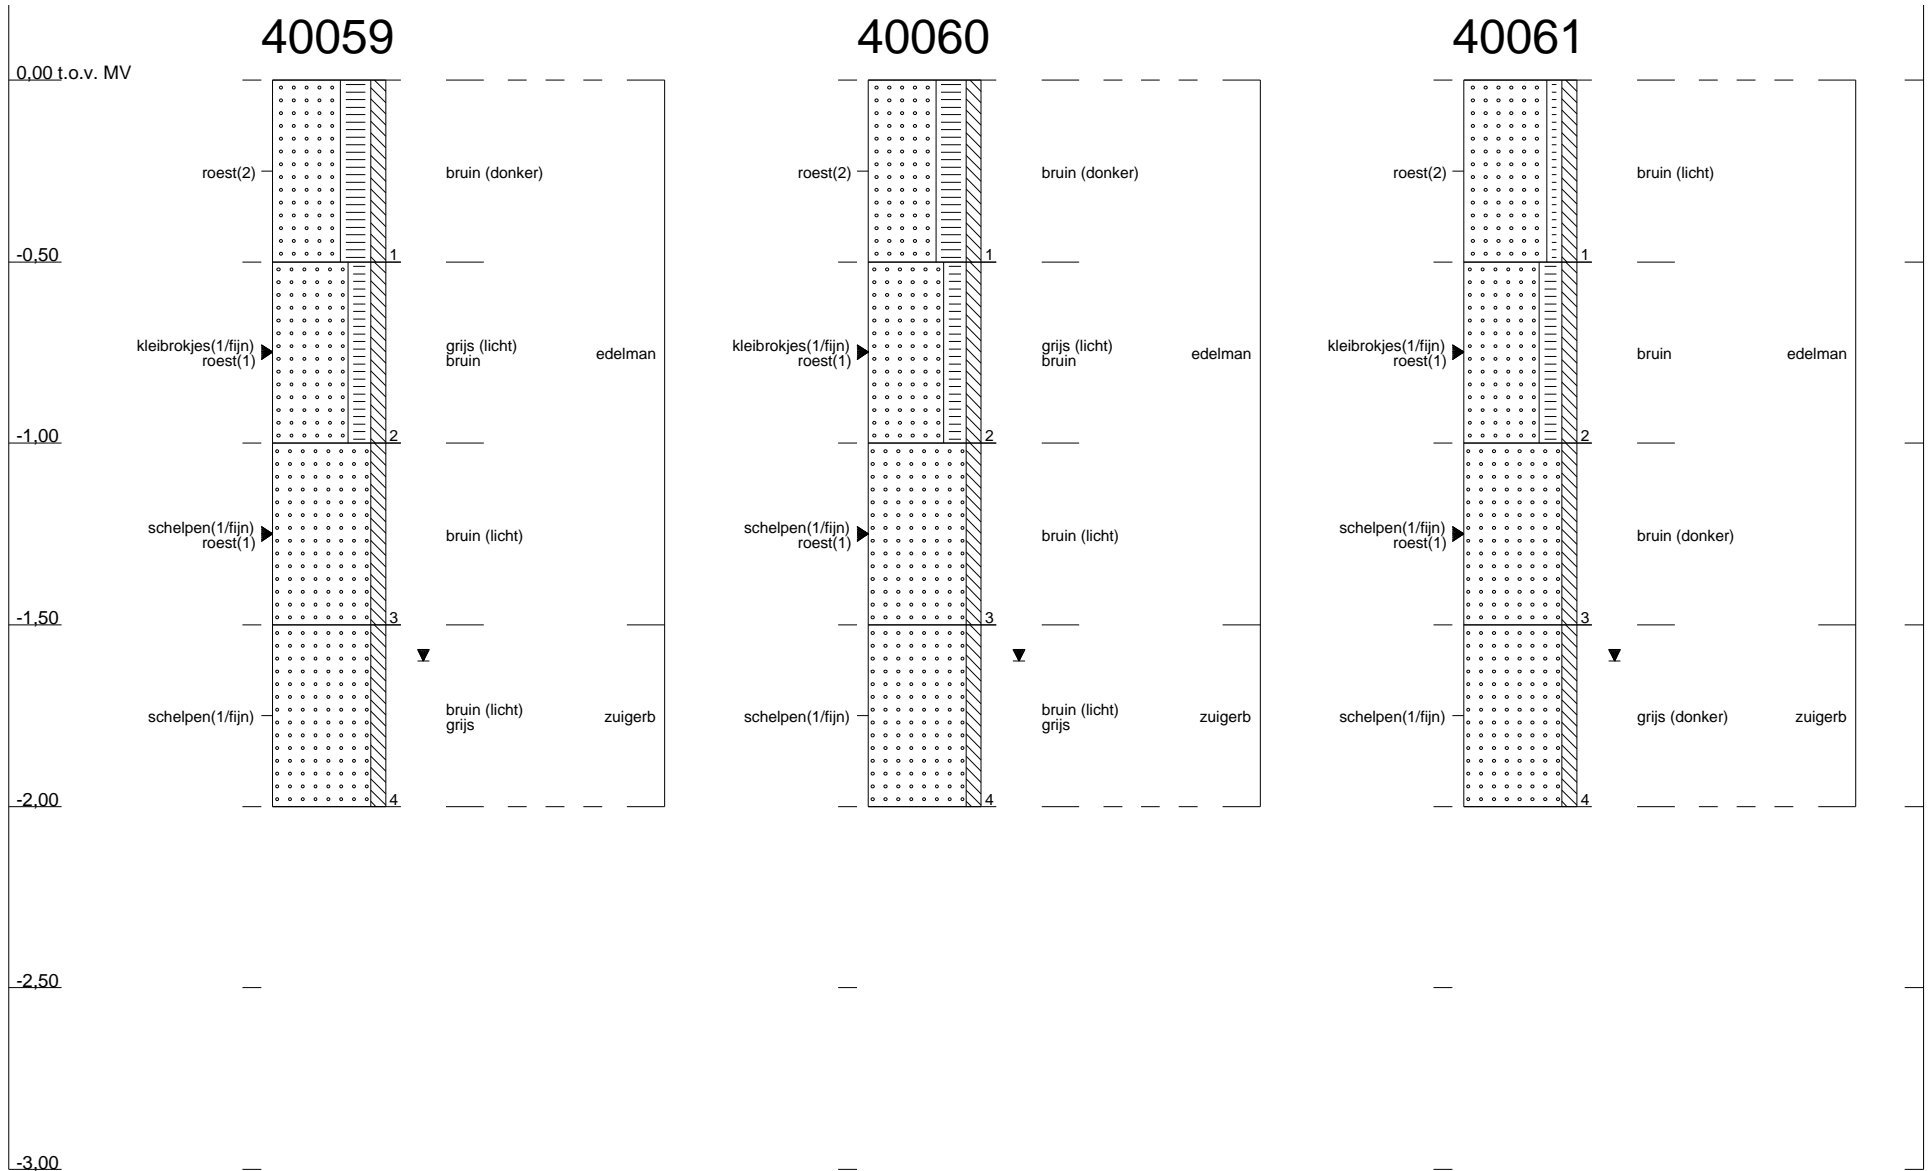 40059
40060
40061
0,00 t.o.v. MV
roest(2)
bruin (donker)
roest(2)
bruin (donker)
roest(2)
bruin (licht)
-0,50
1
1
1
kleibrokjes(1/fijn)
roest(1)
grijs (licht)
bruin
edelman
kleibrokjes(1/fijn)
roest(1)
grijs (licht)
bruin
edelman
kleibrokjes(1/fijn)
roest(1)
bruin
edelman
-1,00
2
2
2
schelpen(1/fijn)
roest(1)
bruin (licht)
schelpen(1/fijn)
roest(1)
bruin (licht)
schelpen(1/fijn)
roest(1)
bruin (donker)
-1,50
3
3
3
schelpen(1/fijn)
bruin (licht)
grijs
zuigerb
schelpen(1/fijn)
bruin (licht)
grijs
zuigerb
schelpen(1/fijn)
grijs (donker)
zuigerb
-2,00
4
4
4
-2,50
-3,00